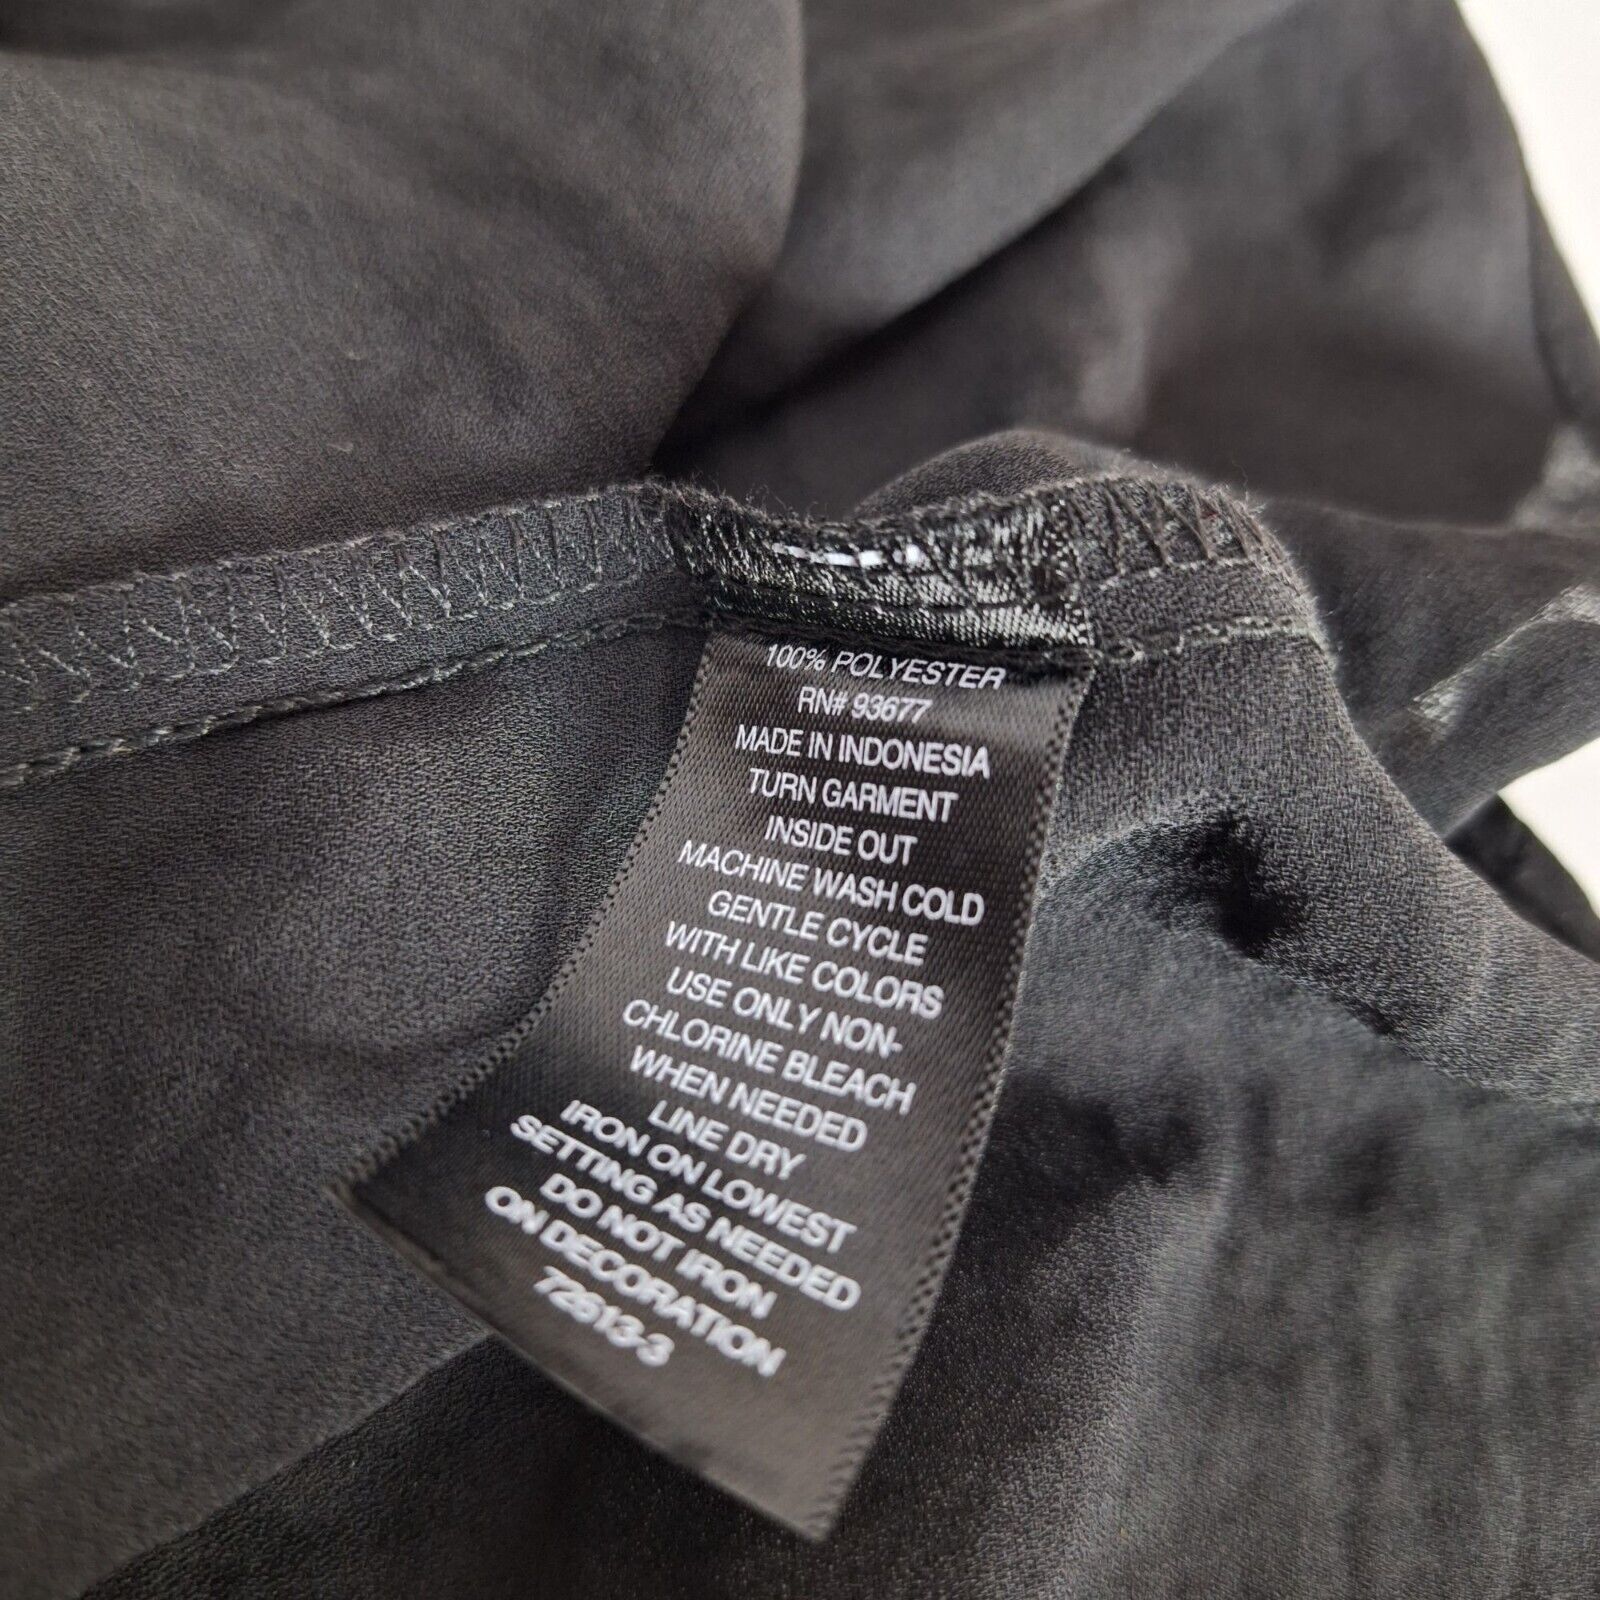 100% POLYESTER
RN# 93677
MADE IN INDONESIA
TURN GARMENT
INSIDE OUT
MACHINE WASH COLD
GENTLE CYCLE
WITH LIKE COLORS
USE ONLY NON-
CHLORINE BLEACH
WHEN NEEDED
LINE DRY
IRON ON LOWEST
SETTING AS NEEDED
DO NOT IRON
ON DECORATION
72613-3